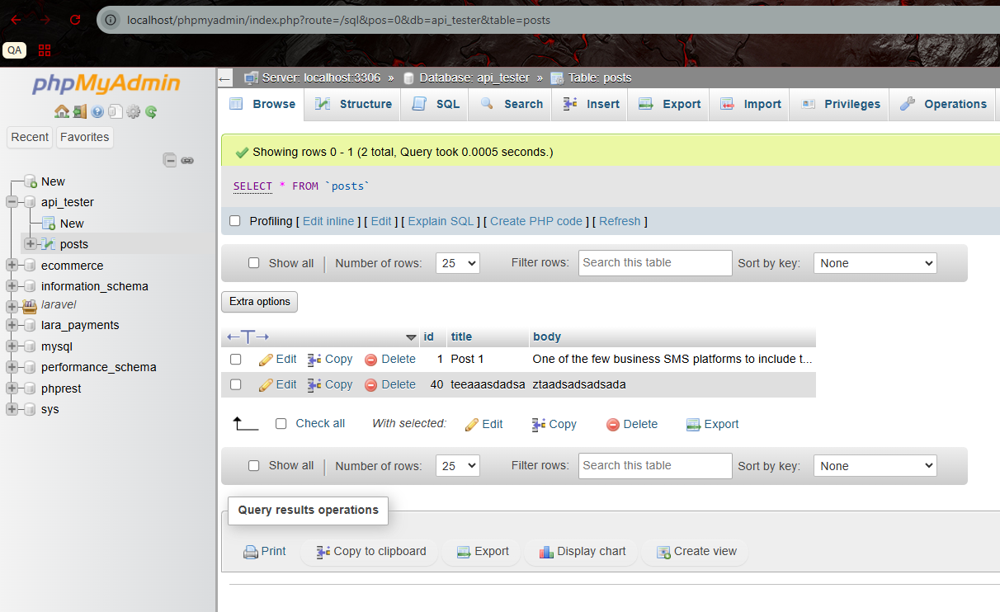 localhost/phpmyadmin/index.php?route=/sql&pos=0&db=api_tester&table=posts
QA
phpMyAdmin
Recent Favorites
New
api_tester
New
posts
ecommerce
information_schema
laravel
lara_payments
mysql
performance_schema
phprest
sys
Server: localhost:3306 » Database: api_tester » Table: posts
Browse Structure SQL Search Insert Export Import Privileges Operations
Showing rows 0 - 1 (2 total, Query took 0.0005 seconds.)
SELECT * FROM `posts`
Profiling [ Edit inline ] [ Edit ] [ Explain SQL ] [ Create PHP code ] [ Refresh ]
Show all Number of rows: 25 Filter rows: Search this table Sort by key: None
Extra options
id title body
Edit Copy Delete 1 Post 1 One of the few business SMS platforms to include t...
Edit Copy Delete 40 teeaaasdadsa ztaadsadsadsada
Check all With selected: Edit Copy Delete Export
Show all Number of rows: 25 Filter rows: Search this table Sort by key: None
Query results operations
Print Copy to clipboard Export Display chart Create view